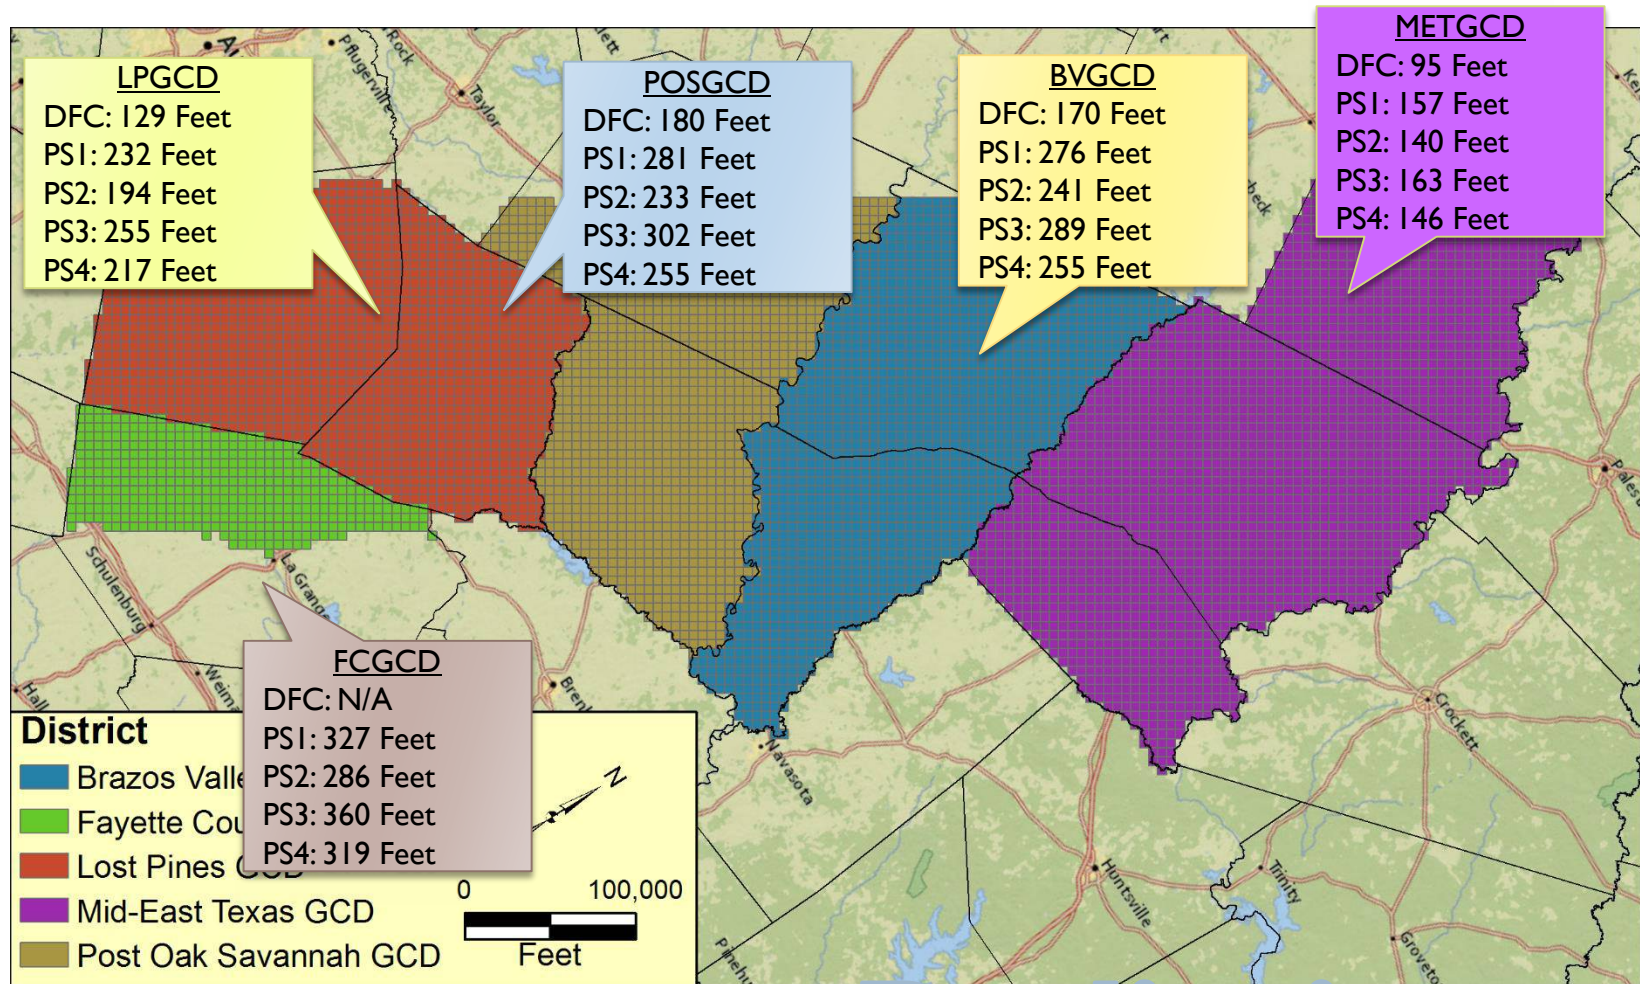 LPGCD
DFC: 129 Feet
PS1: 232 Feet
PS2: 194 Feet
PS3: 255 Feet
PS4: 217 Feet
POSGCD
DFC: 180 Feet
PS1: 281 Feet
PS2: 233 Feet
PS3: 302 Feet
PS4: 255 Feet
BVGCD
DFC: 170 Feet
PS1: 276 Feet
PS2: 241 Feet
PS3: 289 Feet
PS4: 255 Feet
METGCD
DFC: 95 Feet
PS1: 157 Feet
PS2: 140 Feet
PS3: 163 Feet
PS4: 146 Feet
FCGCD
DFC: N/A
PS1: 327 Feet
PS2: 286 Feet
PS3: 360 Feet
PS4: 319 Feet
Pflugerville
Rock
Taylor
Schulenburg
La Grange
Navasota
Huntsville
Trinity
Crockett
District
Brazos Valle
Fayette Cou
Lost Pines GCD
Mid-East Texas GCD
Post Oak Savannah GCD
N
0 100,000
Feet